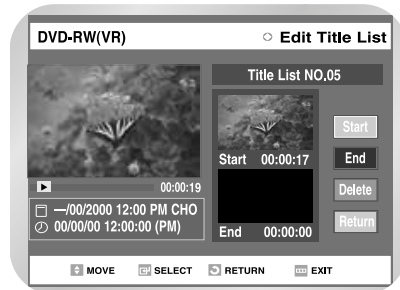 DVD-RW(VR)
Edit Title List
Title List NO.05
Start
Start 00:00:17
End
00:00:19
Delete
—/00/2000 12:00 PM CHO
00/00/00 12:00:00 (PM)
Return
End 00:00:00
MOVE SELECT RETURN EXIT